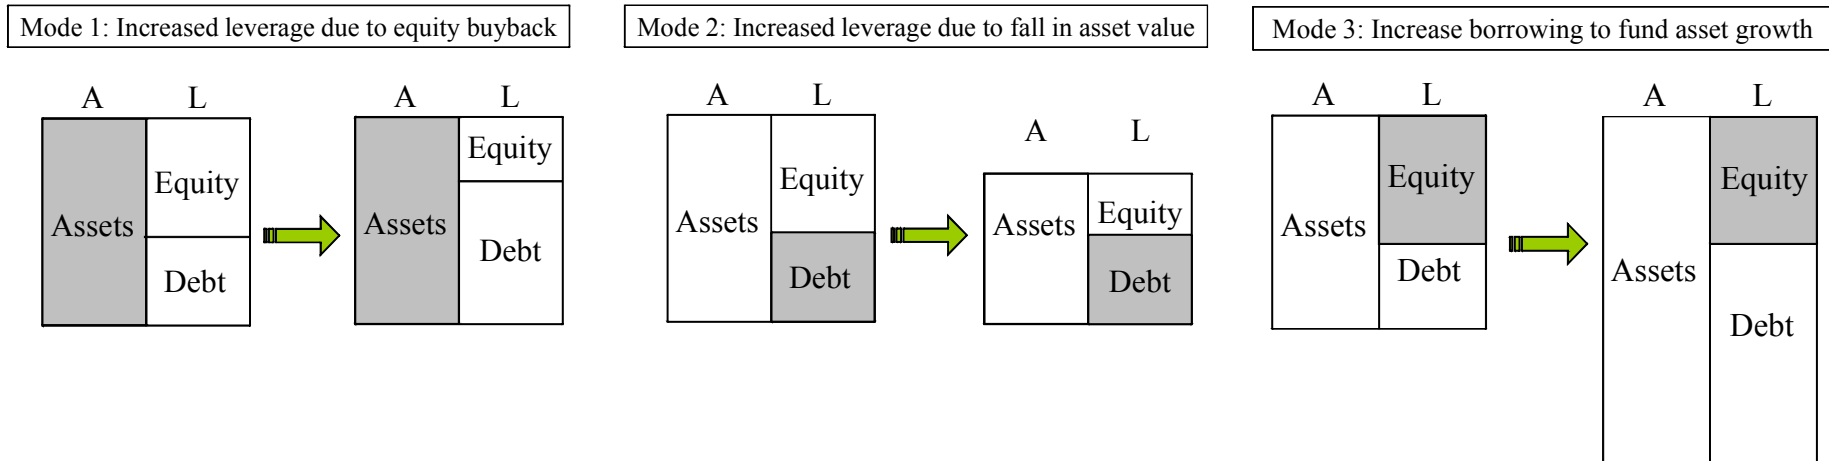 Mode 1: Increased leverage due to equity buyback
A L
Assets
Equity
Debt
A L
Assets
Equity
Debt
Mode 2: Increased leverage due to fall in asset value
A L
Assets
Equity
Debt
A L
Assets
Equity
Debt
Mode 3: Increase borrowing to fund asset growth
A L
Assets
Equity
Debt
A L
Assets
Equity
Debt